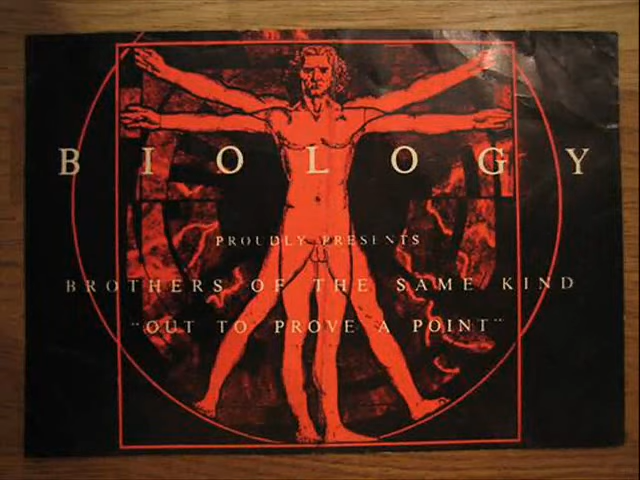 BIOLOGY
PROUDLY PRESENTS
BROTHERS OF THE SAME KIND
"OUT TO PROVE A POINT"